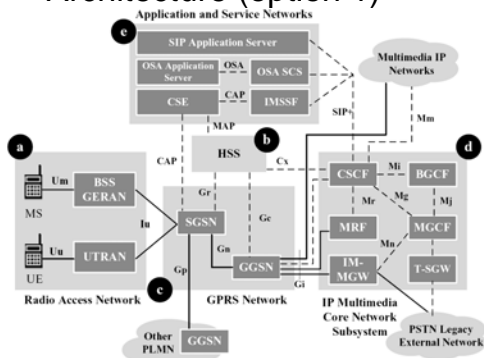 Architecture (option 1)
Application and Service Networks
e
SIP Application Server
OSA Application
Server
OSA
OSA SCS
CSE
CAP
IMSSF
Multimedia IP
Networks
SIP+
Mm
MAP
CAP
b
HSS
Cx
a
Um
BSS
GERAN
MS
Iu
Uu
UTRAN
UE
Radio Access Network
Gr
Gc
SGSN
Gn
GGSN
Gp
Gi
c
GPRS Network
Other
PLMN
GGSN
d
CSCF
Mi
BGCF
Mr
Mg
Mj
MRF
MGCF
Mn
IM-
MGW
T-SGW
IP Multimedia
Core Network
Subsystem
PSTN Legacy
External Network